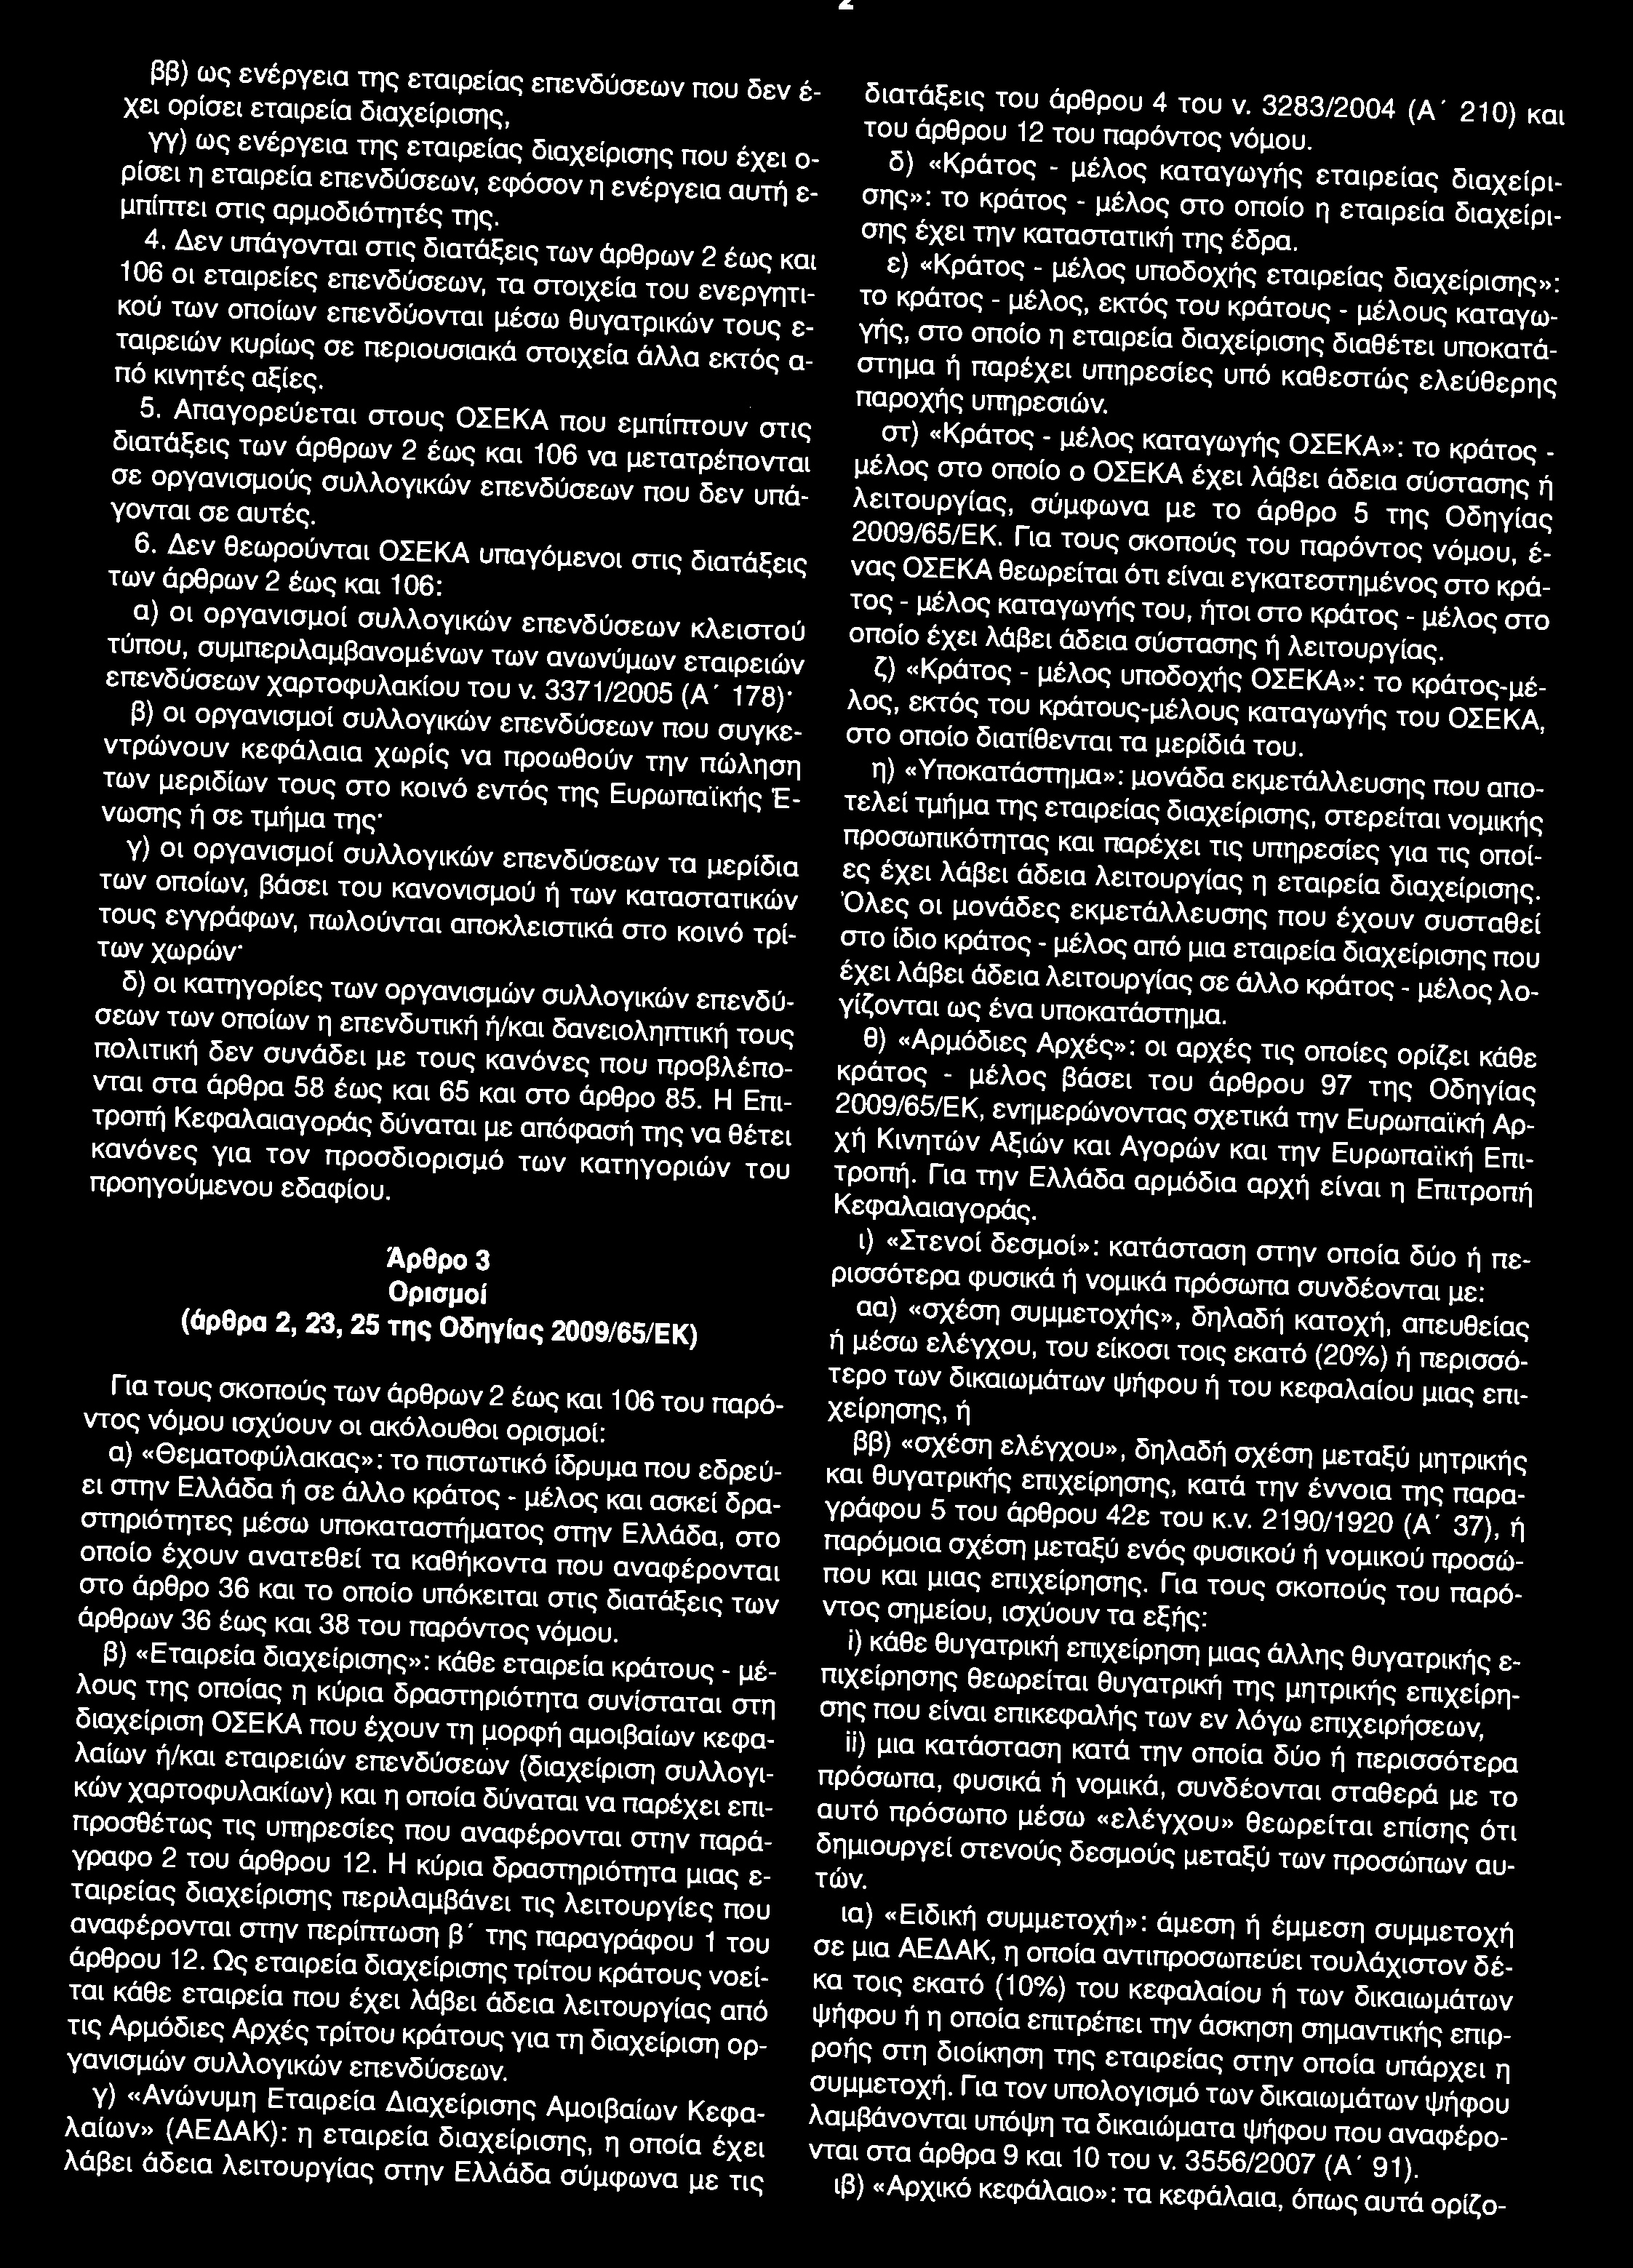 2
ββ) ως ενέργεια της εταιρείας επενδύσεων που δεν έ-
χει ορίσει εταιρεία διαχείρισης,
γγ) ως ενέργεια της εταιρείας διαχείρισης που έχει ο-
ρίσει η εταιρεία επενδύσεων, εφόσον η ενέργεια αυτή ε-
μπίπτει στις αρμοδιότητές της.
4. Δεν υπάγονται στις διατάξεις των άρθρων 2 έως και
106 οι εταιρείες επενδύσεων, τα στοιχεία του ενεργητι-
κού των οποίων επενδύονται μέσω θυγατρικών τους ε-
ταιρειών κυρίως σε περιουσιακά στοιχεία άλλα εκτός α-
πό κινητές αξίες.
5. Απαγορεύεται στους ΟΣΕΚΑ που εμπίπτουν στις
διατάξεις των άρθρων 2 έως και 106 να μετατρέπονται
σε οργανισμούς συλλογικών επενδύσεων που δεν υπά-
γονται σε αυτές.
6. Δεν θεωρούνται ΟΣΕΚΑ υπαγόμενοι στις διατάξεις
των άρθρων 2 έως και 106:
α) οι οργανισμοί συλλογικών επενδύσεων κλειστού
τύπου, συμπεριλαμβανομένων των ανωνύμων εταιρειών
επενδύσεων χαρτοφυλακίου του ν. 3371/2005 (Α΄ 178)·
β) οι οργανισμοί συλλογικών επενδύσεων που συγκε-
ντρώνουν κεφάλαια χωρίς να προωθούν την πώληση
των μεριδίων τους στο κοινό εντός της Ευρωπαϊκής Έ-
νωσης ή σε τμήμα της·
γ) οι οργανισμοί συλλογικών επενδύσεων τα μερίδια
των οποίων, βάσει του κανονισμού ή των καταστατικών
τους εγγράφων, πωλούνται αποκλειστικά στο κοινό τρί-
των χωρών·
δ) οι κατηγορίες των οργανισμών συλλογικών επενδύ-
σεων των οποίων η επενδυτική ή/και δανειοληπτική τους
πολιτική δεν συνάδει με τους κανόνες που προβλέπο-
νται στα άρθρα 58 έως και 65 και στο άρθρο 85. Η Επι-
τροπή Κεφαλαιαγοράς δύναται με απόφασή της να θέτει
κανόνες για τον προσδιορισμό των κατηγοριών του
προηγούμενου εδαφίου.
Άρθρο 3
Ορισμοί
(άρθρα 2, 23, 25 της Οδηγίας 2009/65/ΕΚ)
Για τους σκοπούς των άρθρων 2 έως και 106 του παρό-
ντος νόμου ισχύουν οι ακόλουθοι ορισμοί:
α) «Θεματοφύλακας»: το πιστωτικό ίδρυμα που εδρεύ-
ει στην Ελλάδα ή σε άλλο κράτος - μέλος και ασκεί δρα-
στηριότητες μέσω υποκαταστήματος στην Ελλάδα, στο
οποίο έχουν ανατεθεί τα καθήκοντα που αναφέρονται
στο άρθρο 36 και το οποίο υπόκειται στις διατάξεις των
άρθρων 36 έως και 38 του παρόντος νόμου.
β) «Εταιρεία διαχείρισης»: κάθε εταιρεία κράτους - μέ-
λους της οποίας η κύρια δραστηριότητα συνίσταται στη
διαχείριση ΟΣΕΚΑ που έχουν τη μορφή αμοιβαίων κεφα-
λαίων ή/και εταιρειών επενδύσεων (διαχείριση συλλογι-
κών χαρτοφυλακίων) και η οποία δύναται να παρέχει επι-
προσθέτως τις υπηρεσίες που αναφέρονται στην παρά-
γραφο 2 του άρθρου 12. Η κύρια δραστηριότητα μιας ε-
ταιρείας διαχείρισης περιλαμβάνει τις λειτουργίες που
αναφέρονται στην περίπτωση β΄ της παραγράφου 1 του
άρθρου 12. Ως εταιρεία διαχείρισης τρίτου κράτους νοεί-
ται κάθε εταιρεία που έχει λάβει άδεια λειτουργίας από
τις Αρμόδιες Αρχές τρίτου κράτους για τη διαχείριση ορ-
γανισμών συλλογικών επενδύσεων.
γ) «Ανώνυμη Εταιρεία Διαχείρισης Αμοιβαίων Κεφα-
λαίων» (ΑΕΔΑΚ): η εταιρεία διαχείρισης, η οποία έχει
λάβει άδεια λειτουργίας στην Ελλάδα σύμφωνα με τις
διατάξεις του άρθρου 4 του ν. 3283/2004 (Α΄ 210) και
του άρθρου 12 του παρόντος νόμου.
δ) «Κράτος - μέλος καταγωγής εταιρείας διαχείρι-
σης»: το κράτος - μέλος στο οποίο η εταιρεία διαχείρι-
σης έχει την καταστατική της έδρα.
ε) «Κράτος - μέλος υποδοχής εταιρείας διαχείρισης»:
το κράτος - μέλος, εκτός του κράτους - μέλους καταγω-
γής, στο οποίο η εταιρεία διαχείρισης διαθέτει υποκατά-
στημα ή παρέχει υπηρεσίες υπό καθεστώς ελεύθερης
παροχής υπηρεσιών.
στ) «Κράτος - μέλος καταγωγής ΟΣΕΚΑ»: το κράτος -
μέλος στο οποίο ο ΟΣΕΚΑ έχει λάβει άδεια σύστασης ή
λειτουργίας, σύμφωνα με το άρθρο 5 της Οδηγίας
2009/65/ΕΚ. Για τους σκοπούς του παρόντος νόμου, έ-
νας ΟΣΕΚΑ θεωρείται ότι είναι εγκατεστημένος στο κρά-
τος - μέλος καταγωγής του, ήτοι στο κράτος - μέλος στο
οποίο έχει λάβει άδεια σύστασης ή λειτουργίας.
ζ) «Κράτος - μέλος υποδοχής ΟΣΕΚΑ»: το κράτος-μέ-
λος, εκτός του κράτους-μέλους καταγωγής του ΟΣΕΚΑ,
στο οποίο διατίθενται τα μερίδιά του.
η) «Υποκατάστημα»: μονάδα εκμετάλλευσης που απο-
τελεί τμήμα της εταιρείας διαχείρισης, στερείται νομικής
προσωπικότητας και παρέχει τις υπηρεσίες για τις οποί-
ες έχει λάβει άδεια λειτουργίας η εταιρεία διαχείρισης.
Όλες οι μονάδες εκμετάλλευσης που έχουν συσταθεί
στο ίδιο κράτος - μέλος από μια εταιρεία διαχείρισης που
έχει λάβει άδεια λειτουργίας σε άλλο κράτος - μέλος λο-
γίζονται ως ένα υποκατάστημα.
θ) «Αρμόδιες Αρχές»: οι αρχές τις οποίες ορίζει κάθε
κράτος - μέλος βάσει του άρθρου 97 της Οδηγίας
2009/65/ΕΚ, ενημερώνοντας σχετικά την Ευρωπαϊκή Αρ-
χή Κινητών Αξιών και Αγορών και την Ευρωπαϊκή Επι-
τροπή. Για την Ελλάδα αρμόδια αρχή είναι η Επιτροπή
Κεφαλαιαγοράς.
ι) «Στενοί δεσμοί»: κατάσταση στην οποία δύο ή πε-
ρισσότερα φυσικά ή νομικά πρόσωπα συνδέονται με:
αα) «σχέση συμμετοχής», δηλαδή κατοχή, απευθείας
ή μέσω ελέγχου, του είκοσι τοις εκατό (20%) ή περισσό-
τερο των δικαιωμάτων ψήφου ή του κεφαλαίου μιας επι-
χείρησης, ή
ββ) «σχέση ελέγχου», δηλαδή σχέση μεταξύ μητρικής
και θυγατρικής επιχείρησης, κατά την έννοια της παρα-
γράφου 5 του άρθρου 42ε του κ.ν. 2190/1920 (Α΄ 37), ή
παρόμοια σχέση μεταξύ ενός φυσικού ή νομικού προσώ-
που και μιας επιχείρησης. Για τους σκοπούς του παρό-
ντος σημείου, ισχύουν τα εξής:
i) κάθε θυγατρική επιχείρηση μιας άλλης θυγατρικής ε-
πιχείρησης θεωρείται θυγατρική της μητρικής επιχείρη-
σης που είναι επικεφαλής των εν λόγω επιχειρήσεων,
ii) μια κατάσταση κατά την οποία δύο ή περισσότερα
πρόσωπα, φυσικά ή νομικά, συνδέονται σταθερά με το
αυτό πρόσωπο μέσω «ελέγχου» θεωρείται επίσης ότι
δημιουργεί στενούς δεσμούς μεταξύ των προσώπων αυ-
τών.
ια) «Ειδική συμμετοχή»: άμεση ή έμμεση συμμετοχή
σε μια ΑΕΔΑΚ, η οποία αντιπροσωπεύει τουλάχιστον δέ-
κα τοις εκατό (10%) του κεφαλαίου ή των δικαιωμάτων
ψήφου ή η οποία επιτρέπει την άσκηση σημαντικής επιρ-
ροής στη διοίκηση της εταιρείας στην οποία υπάρχει η
συμμετοχή. Για τον υπολογισμό των δικαιωμάτων ψήφου
λαμβάνονται υπόψη τα δικαιώματα ψήφου που αναφέρο-
νται στα άρθρα 9 και 10 του ν. 3556/2007 (Α΄ 91).
ιβ) «Αρχικό κεφάλαιο»: τα κεφάλαια, όπως αυτά ορίζο-